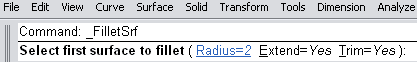 File Edit View Curve Surface Solid Transform Tools Dimension Analyze
Command: _FilletSrf
Select first surface to fillet ( Radius=2 Extend=Yes Trim=Yes ):